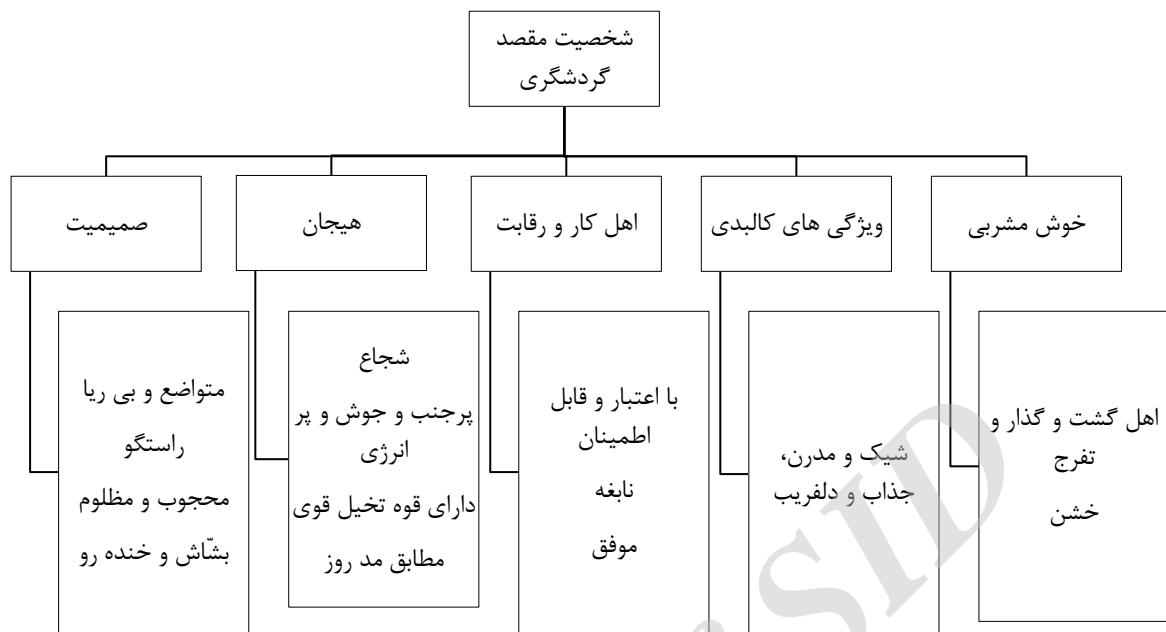 شخصیت مقصد
گردشگری
خوش مشربی
ویژگی های کالبدی
اهل کار و رقابت
هیجان
صمیمیت
اهل گشت و گذار و
تفرج
خشن
شیک و مدرن،
جذاب و دلفریب
با اعتبار و قابل
اطمینان
نابغه
موفق
شجاع
پرجنب و جوش و پر
انرژی
دارای قوه تخیل قوی
مطابق مد روز
متواضع و بی ریا
راستگو
محجوب و مظلوم
بشّاش و خنده رو
SID